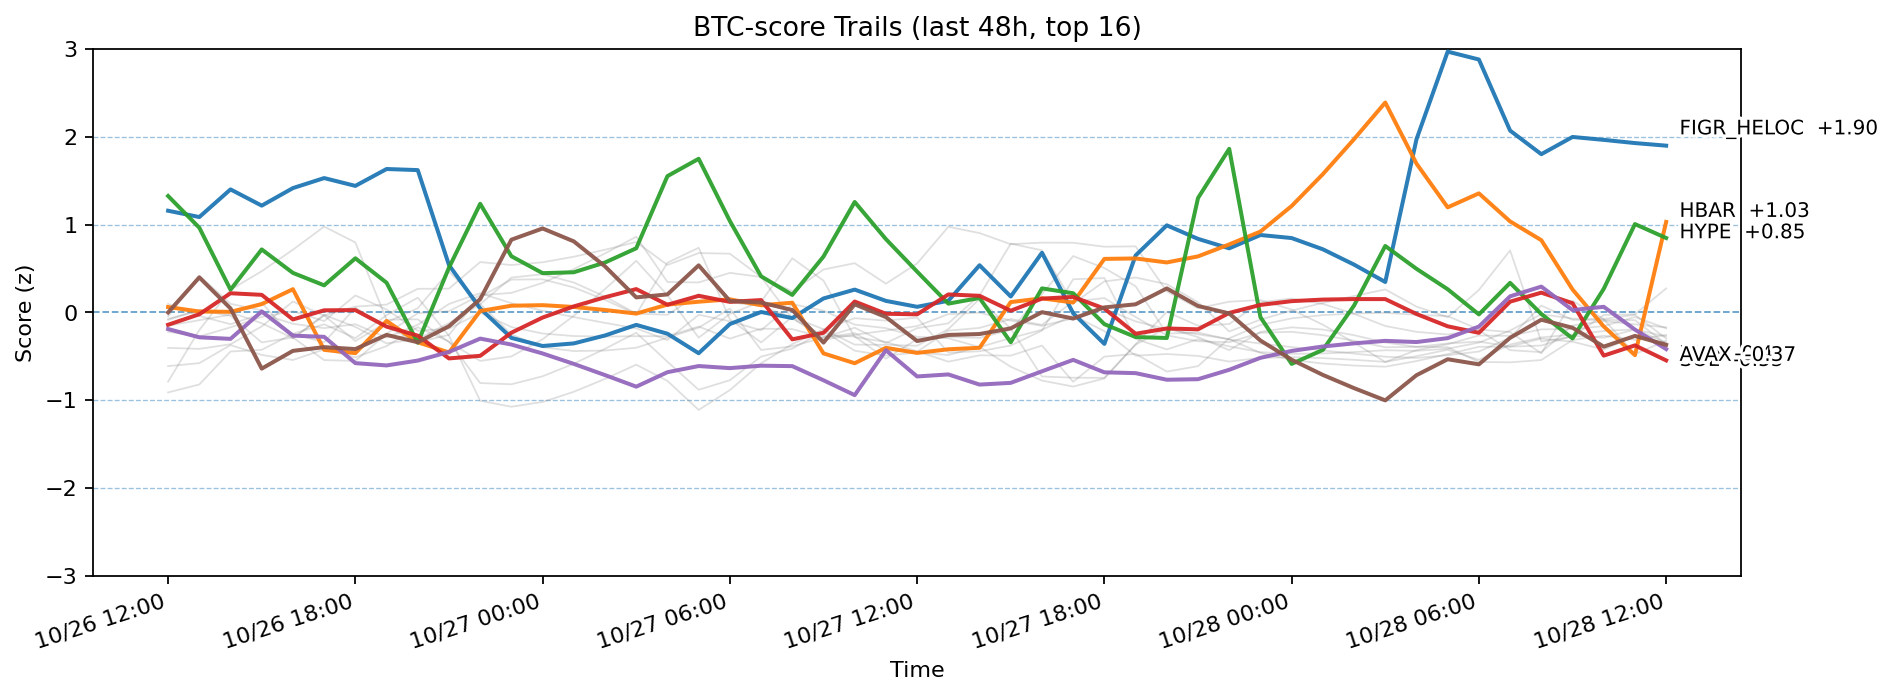 BTC-score Trails (last 48h, top 16)
Score (z)
3
2
1
0
−1
−2
−3
FIGR_HELOC +1.90
HBAR +1.03
HYPE +0.85
AVAX -0.37
10/26 12:00
10/26 18:00
10/27 00:00
10/27 06:00
10/27 12:00
10/27 18:00
10/28 00:00
10/28 06:00
10/28 12:00
Time